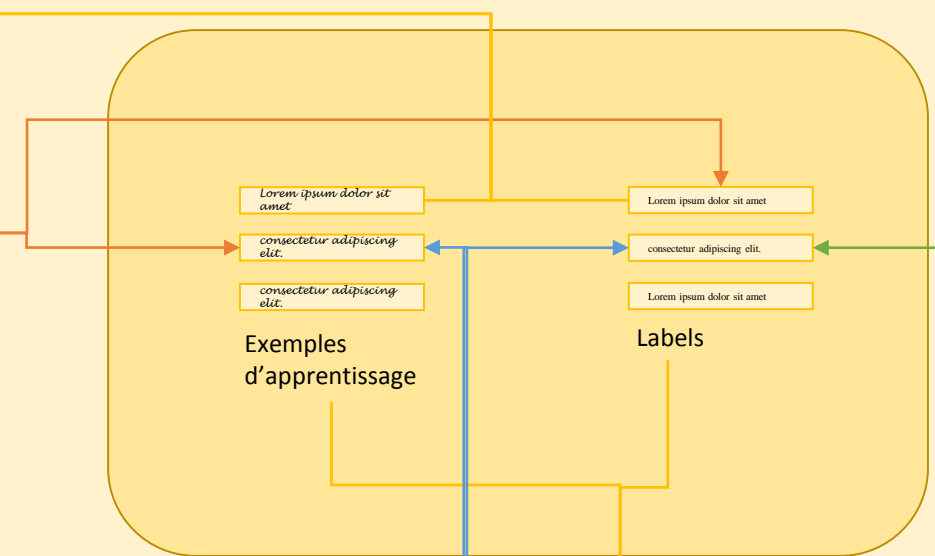 Lorem ipsum dolor sit
amet
consectetur adipiscing
elit.
consectetur adipiscing
elit.
Exemples
d'apprentissage
Lorem ipsum dolor sit amet
consectetur adipiscing elit.
Lorem ipsum dolor sit amet
Labels